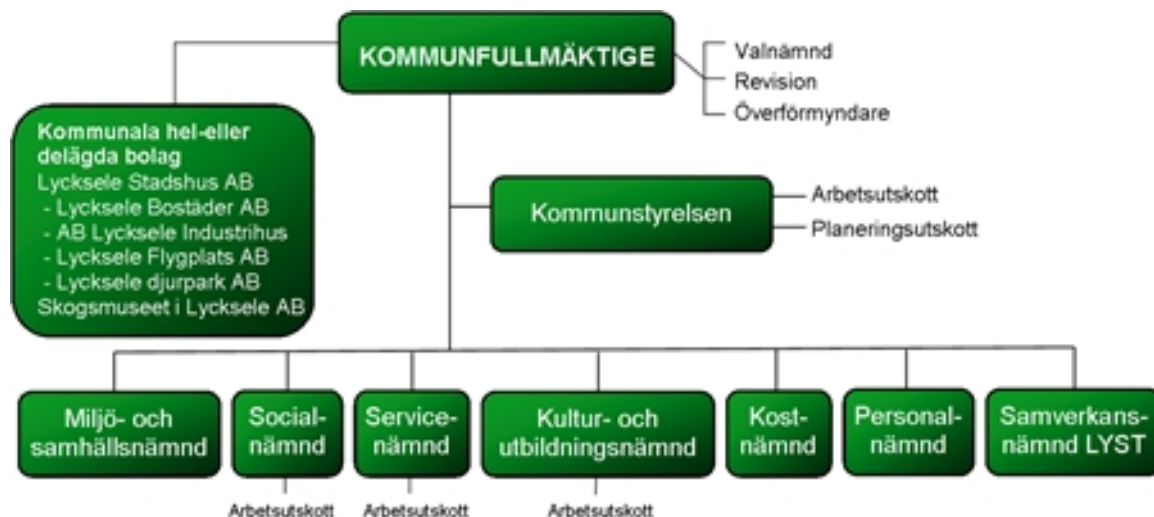 KOMMUNFULLMÄKTIGE
Valnämnd
Revision
Överförmyndare
Kommunala hel-eller
delägda bolag
Lycksele Stadshus AB
- Lycksele Bostäder AB
- AB Lycksele Industrihus
- Lycksele Flygplats AB
- Lycksele djurpark AB
Skogsmuseet i Lycksele AB
Kommunstyrelsen
Arbetsutskott
Planeringsutskott
Miljö- och
samhällsnämnd
Social-
nämnd
Arbetsutskott
Service-
nämnd
Arbetsutskott
Kultur- och
utbildningsnämnd
Arbetsutskott
Kost-
nämnd
Personal-
nämnd
Samverkans-
nämnd LYST